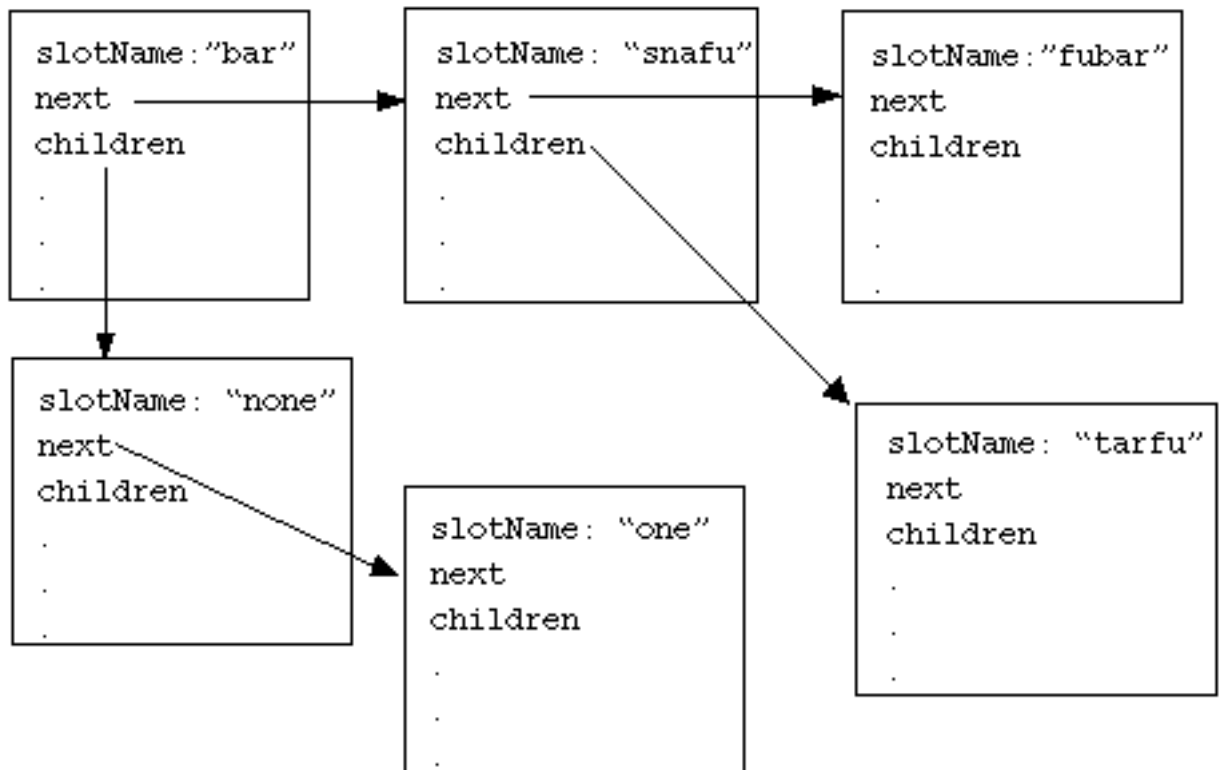 slotName:"bar"
next
children
.
.
.
slotName: "snafu"
next
children
.
.
.
slotName:"fubar"
next
children
.
.
.
slotName: "none"
next
children
.
.
.
slotName: "one"
next
children
.
.
.
slotName: "tarfu"
next
children
.
.
.